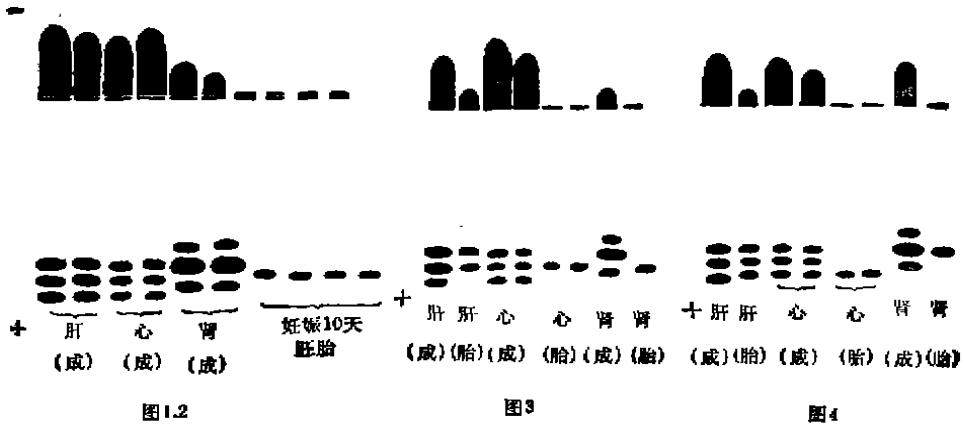 肝 心 肾 妊娠10天
胚胎
(成) (成) (成)
图1.2
肝 肝 心 心 肾 肾
(成) (胎) (成) (胎) (成) (胎)
图3
肝 肝 心 心 肾 肾
(成) (胎) (成) (胎) (成) (胎)
图4